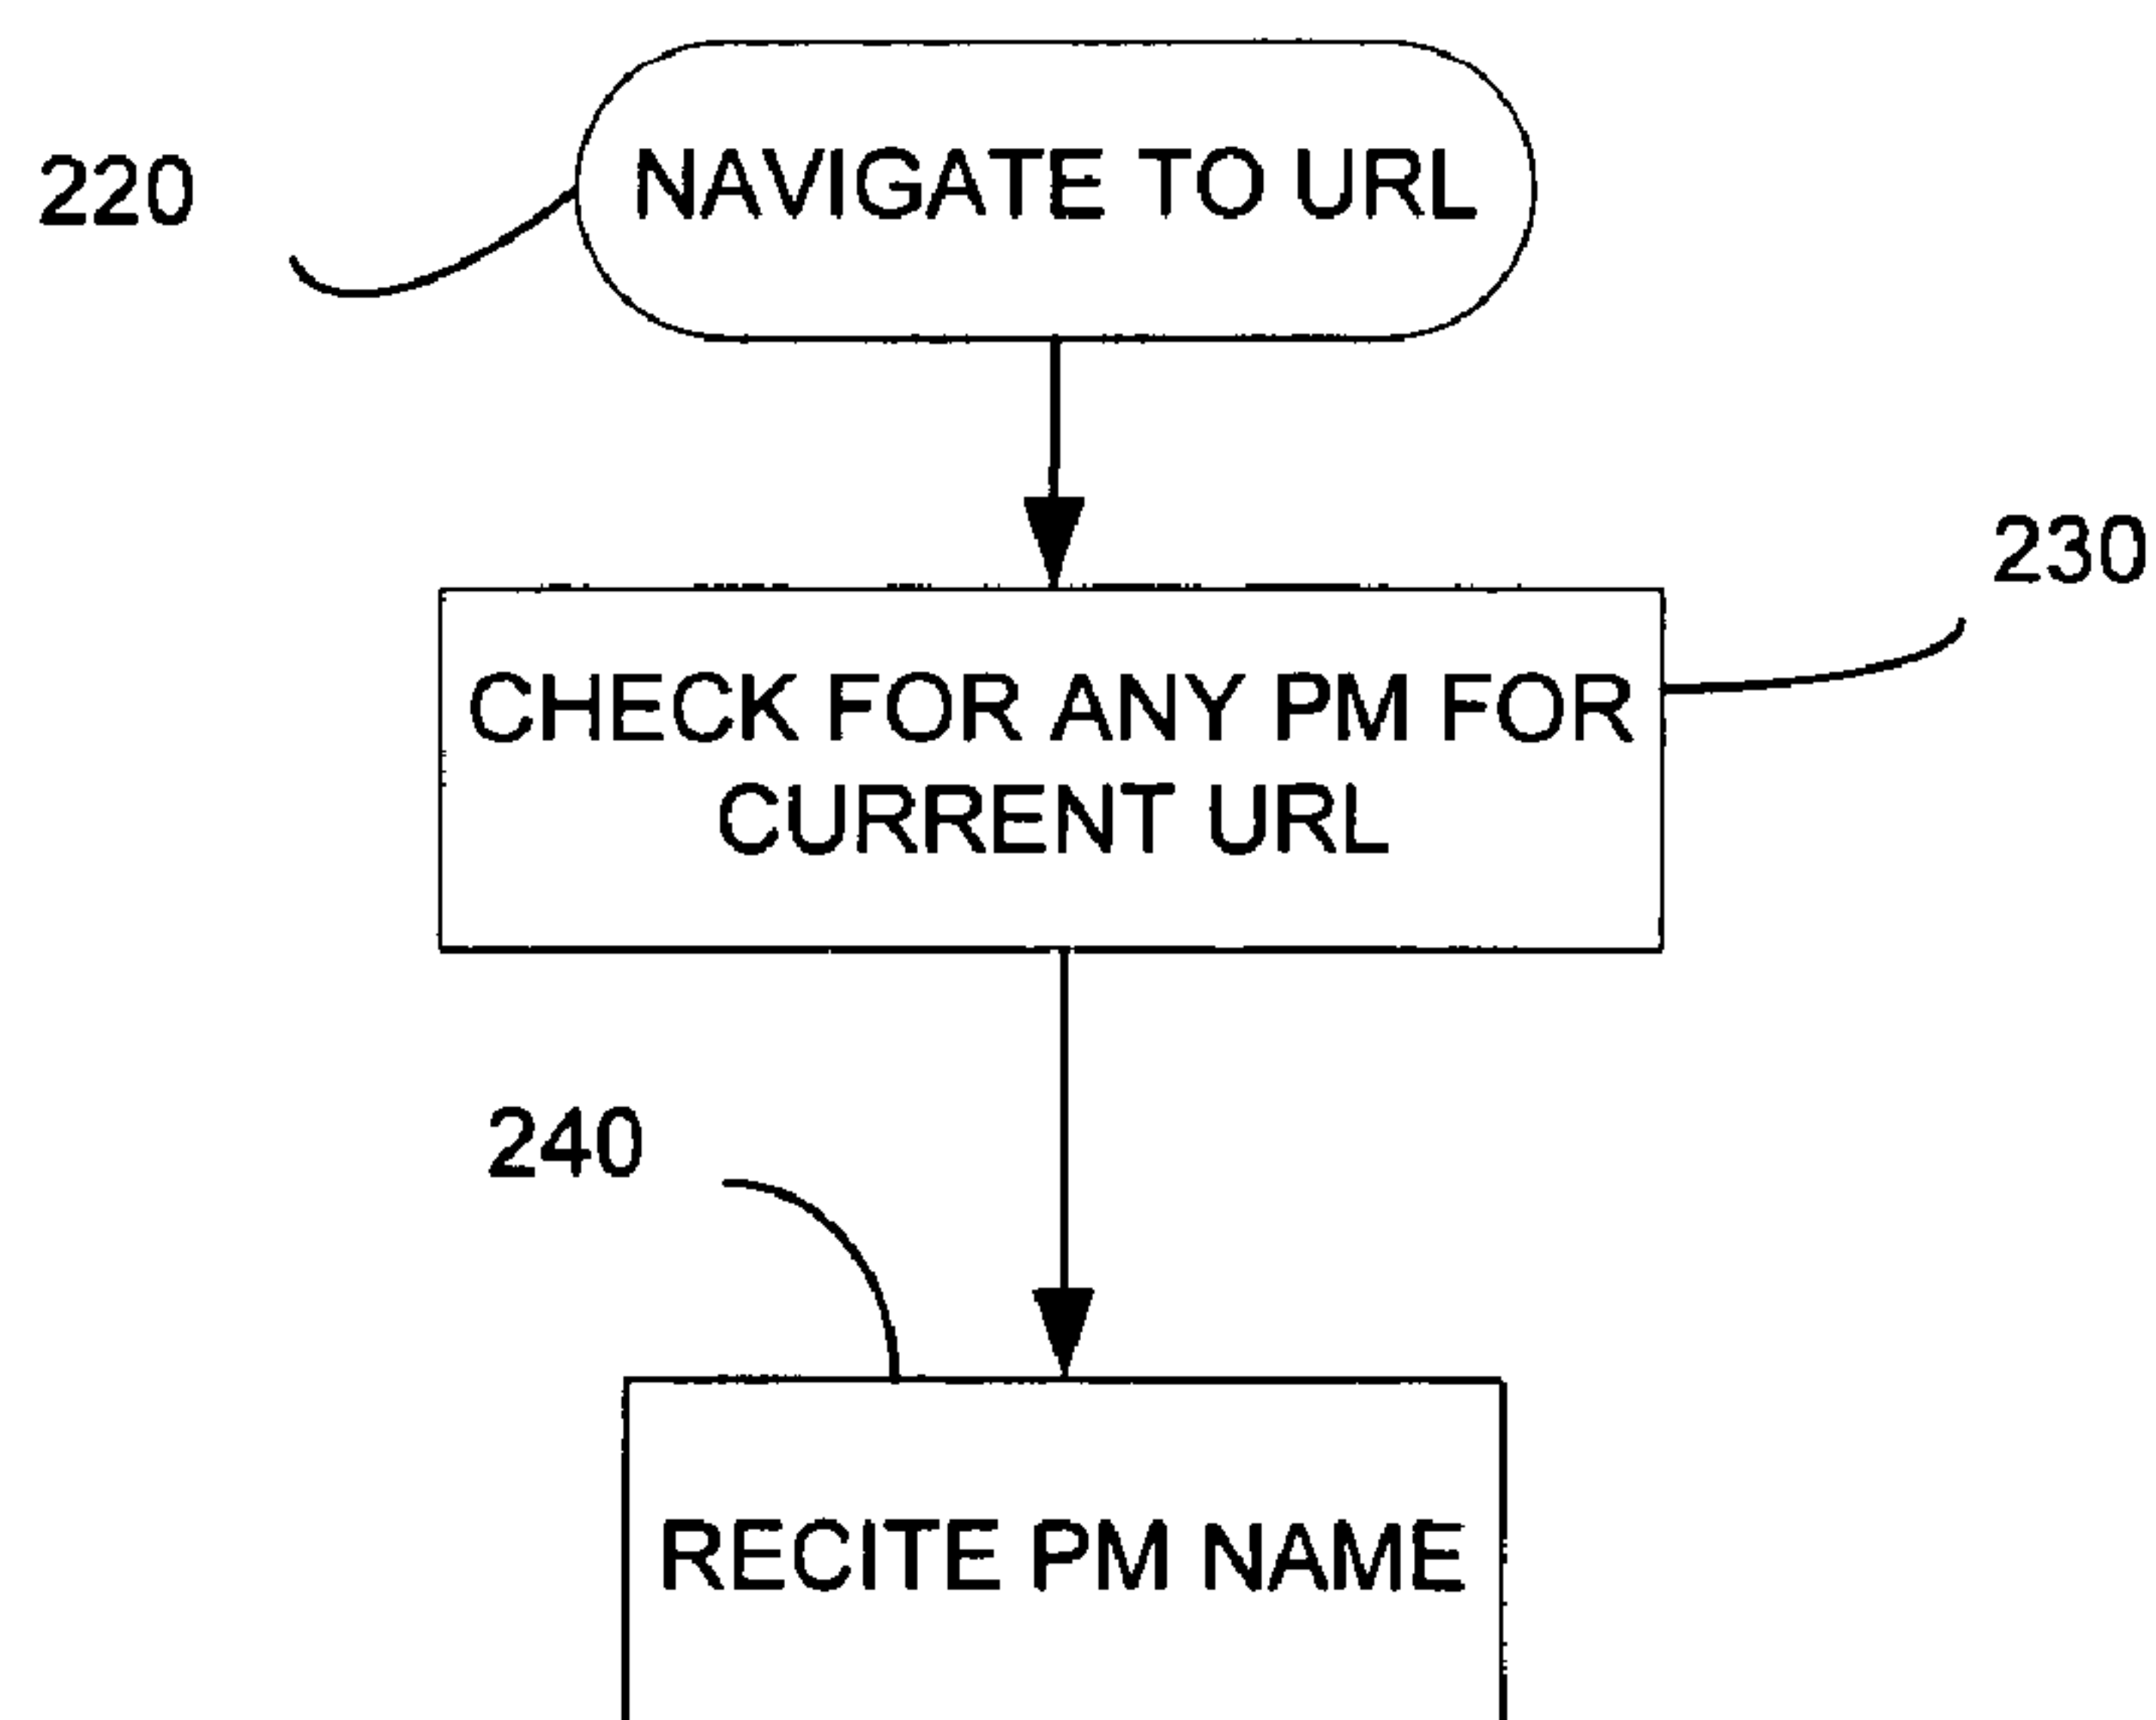 220
NAVIGATE TO URL
230
CHECK FOR ANY PM FOR
CURRENT URL
240
RECITE PM NAME